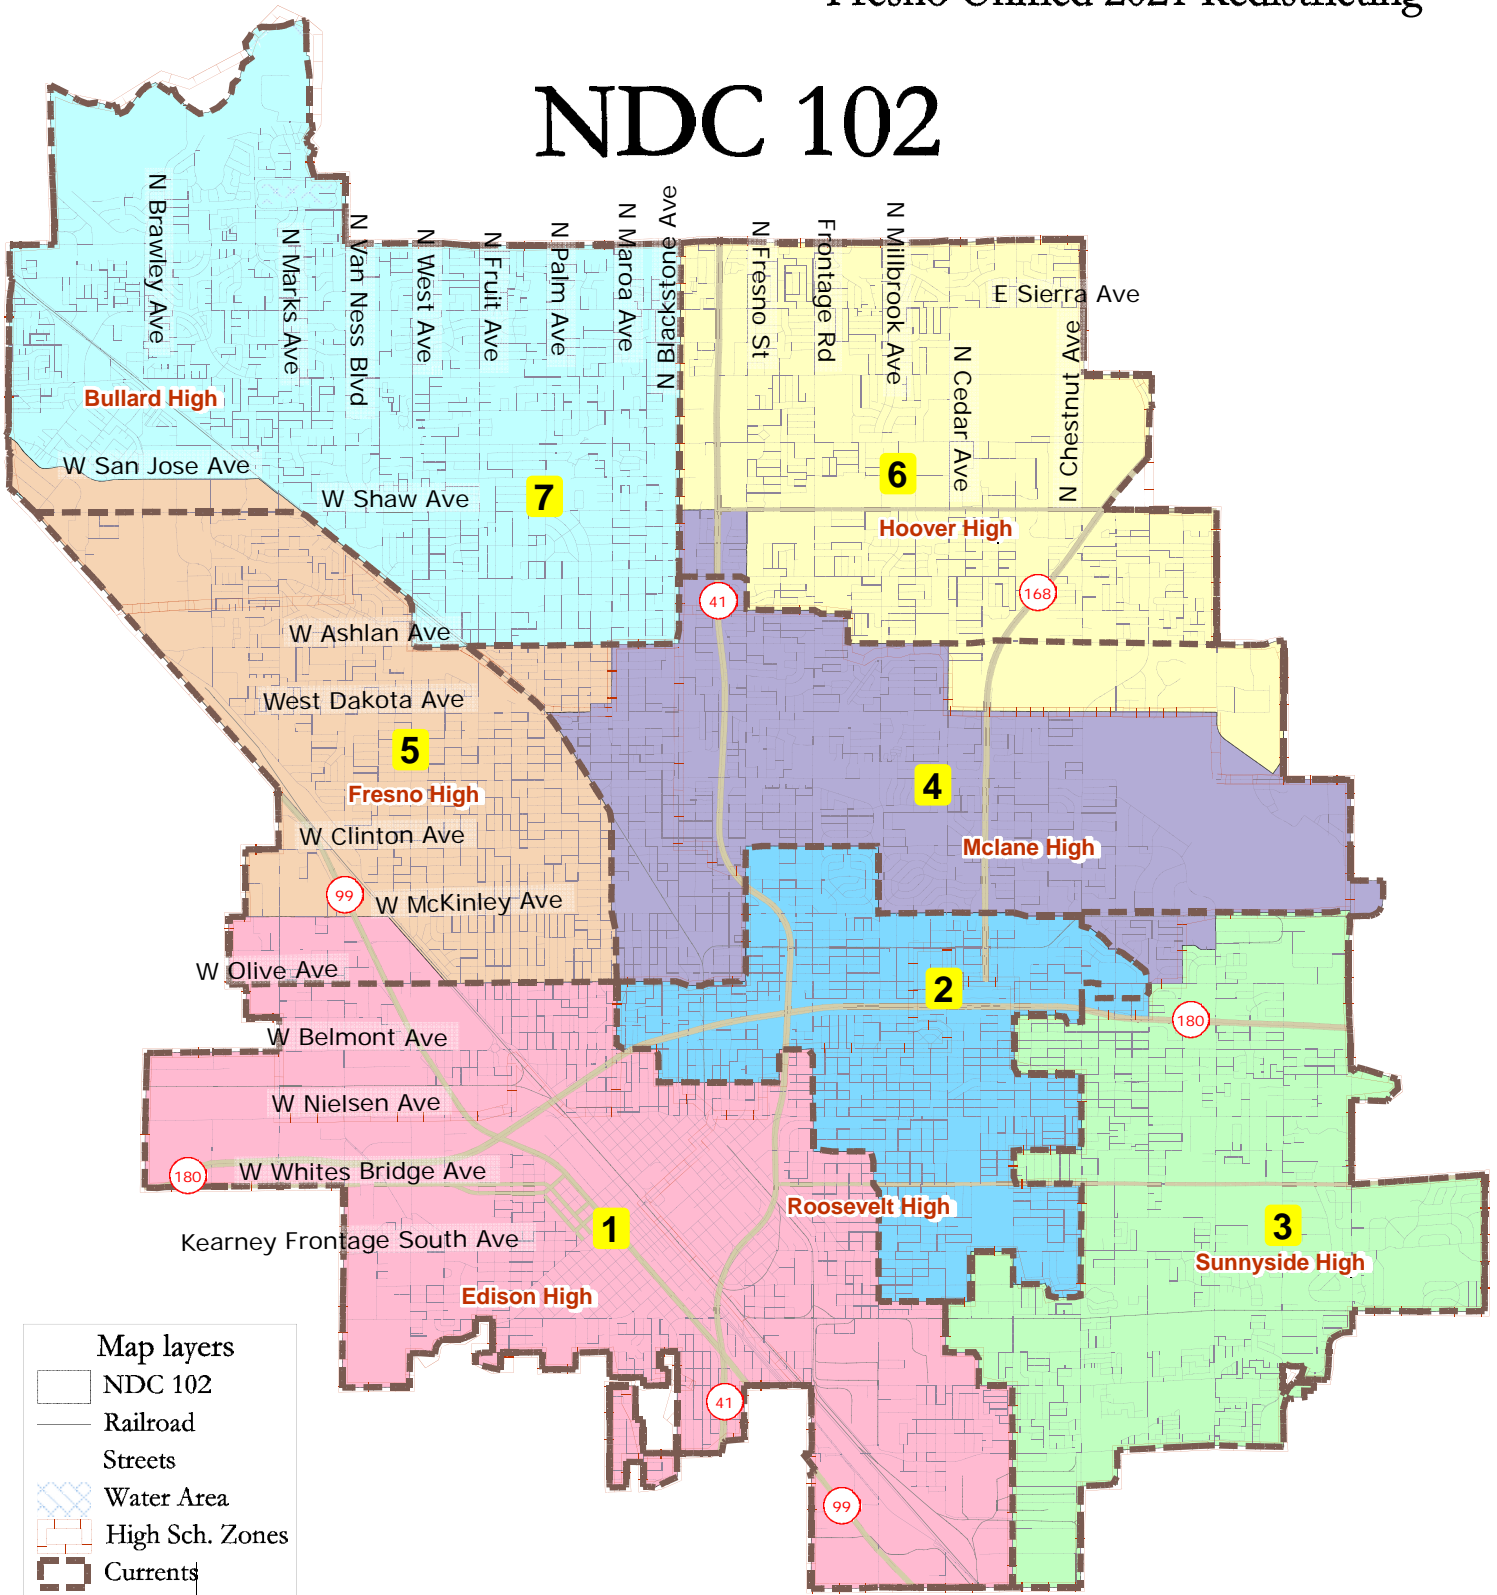 Fresno Unified 2021 Redistricting
NDC 102
N Brawley Ave
N Marks Ave
N Van Ness Blvd
N West Ave
N Fruit Ave
N Palm Ave
N Maroa Ave
N Blackstone Ave
N Fresno St
Frontage Rd
N Millbrook Ave
N Cedar Ave
N Chestnut Ave
E Sierra Ave
Bullard High
W San Jose Ave
W Shaw Ave
7
6
Hoover High
41
168
W Ashlan Ave
West Dakota Ave
5
Fresno High
4
W Clinton Ave
Mclane High
99
W McKinley Ave
W Olive Ave
2
180
W Belmont Ave
W Nielsen Ave
180
W Whites Bridge Ave
Roosevelt High
1
3
Kearney Frontage South Ave
Sunnyside High
Edison High
41
99
Map layers
NDC 102
Railroad
Streets
Water Area
High Sch. Zones
Currents